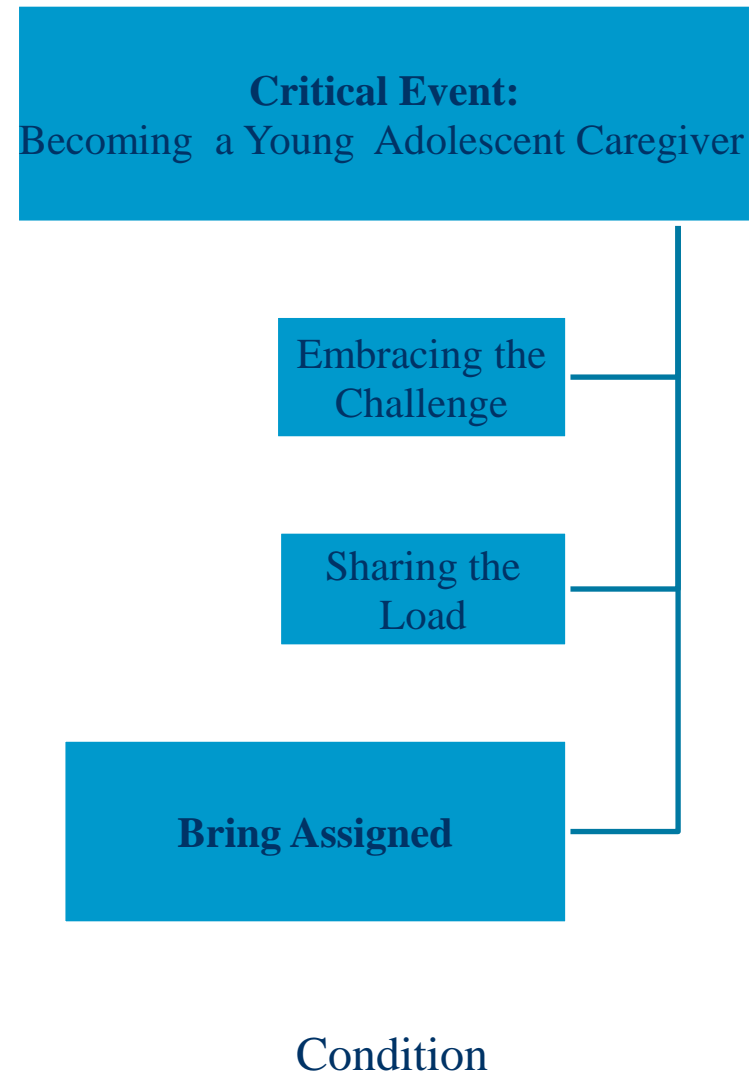 Critical Event:
Becoming a Young Adolescent Caregiver
Embracing the
Challenge
Sharing the
Load
Bring Assigned
Condition